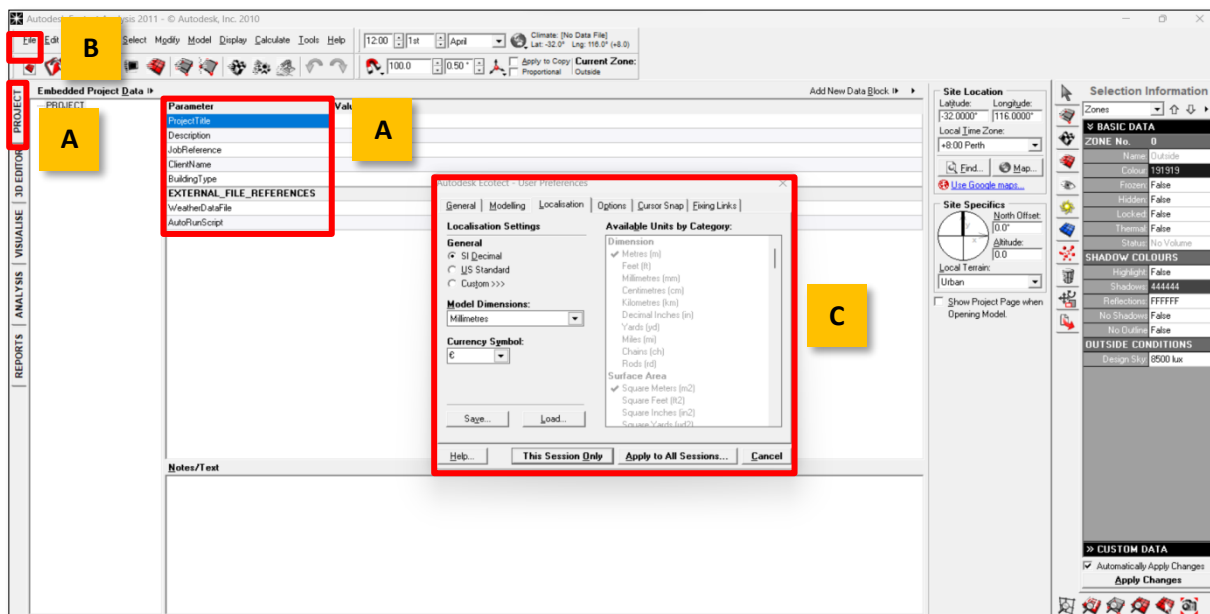 Autodesk Ecotect Analysis 2011 - © Autodesk, Inc. 2010
File Edit Select Modify Model Display Calculate Tools Help
12:00 1st April
Climate: [No Data File]
Lat: -32.0° Lng: 116.0° (+8.0)
B
100.0 0.50 °
Apply to Copy
Proportional
Current Zone:
Outside
PROJECT
3D EDITOR
VISUALISE
ANALYSIS
REPORTS
Embedded Project Data
Add New Data Block
PROJECT
A
Parameter
ProjectTitle
Description
JobReference
ClientName
BuildingType
EXTERNAL_FILE_REFERENCES
WeatherDataFile
AutoRunScript
A
Autodesk Ecotect - User Preferences
General Modelling Localisation Options Cursor Snap Fixing Links
Localisation Settings
General
SI Decimal
US Standard
Custom >>>
Model Dimensions:
Millimetres
Currency Symbol:
€
Save... Load...
Available Units by Category:
Dimension
Metres (m)
Feet (ft)
Millimetres (mm)
Centimetres (cm)
Kilometres (km)
Decimal Inches (in)
Yards (yd)
Miles (mi)
Chains (ch)
Rods (rd)
Surface Area
Square Meters (m2)
Square Feet (ft2)
Square Inches (in2)
Square Yards (yd2)
Help... This Session Only Apply to All Sessions... Cancel
C
Notes/Text
Site Location
Latitude: Longitude:
-32.0000° 116.0000°
Local Time Zone:
+8:00 Perth
Find... Map...
Use Google maps...
Site Specifics
North Offset:
0.0°
Y
X
Altitude:
0.0
Local Terrain:
Urban
Show Project Page when
Opening Model.
Selection Information
Zones
BASIC DATA
ZONE No. 0
Name Outside
Colour 191919
Frozen False
Hidden False
Locked False
Thermal False
Status No Volume
SHADOW COLOURS
Highlight False
Shadows 444444
Reflections FFFFFF
No Shadows False
No Outline False
OUTSIDE CONDITIONS
Design Sky 8500 lux
CUSTOM DATA
Automatically Apply Changes
Apply Changes